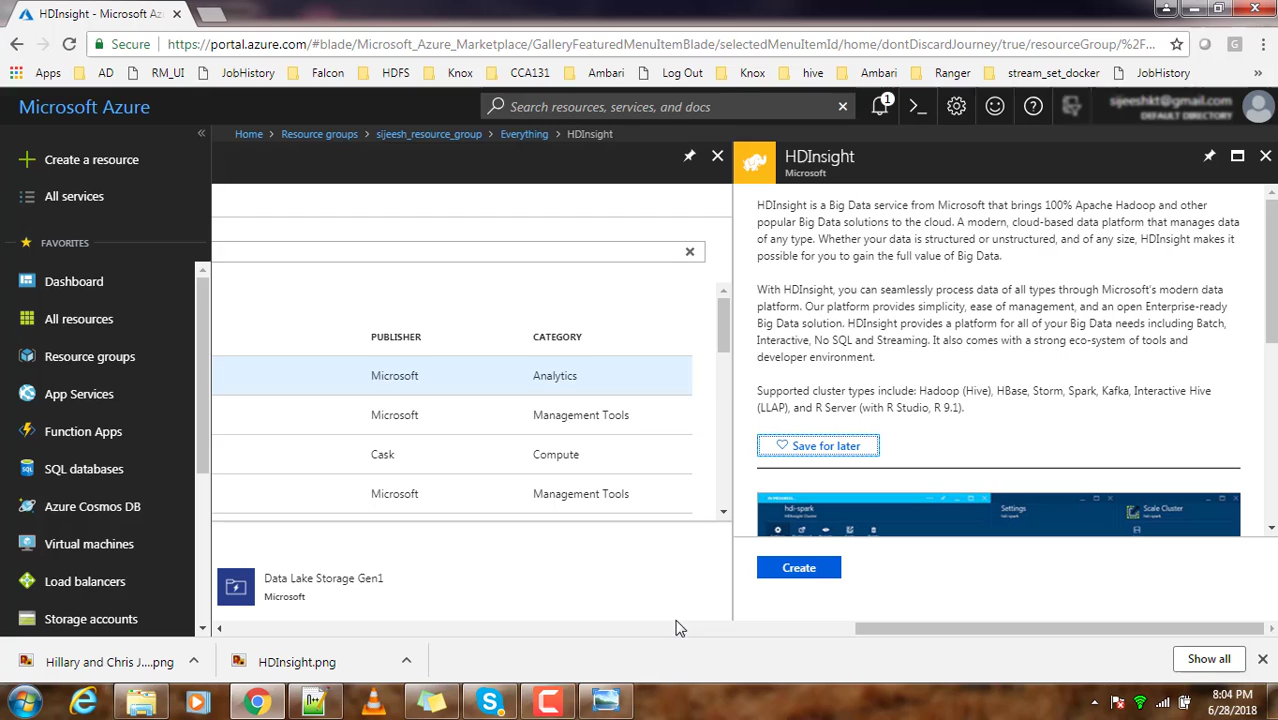 HDInsight - Microsoft Az
Secure
https://portal.azure.com/#blade/Microsoft_Azure_Marketplace/GalleryFeaturedMenuItemBlade/selectedMenuItemId/home/dontDiscardJourney/true/resourceGroup/%2F...
Apps AD RM_UI JobHistory Falcon HDFS Knox CCA131 Ambari Log Out Knox hive Ambari Ranger stream_set_docker JobHistory »
Microsoft Azure
Search resources, services, and docs
1
sijeeshkt@gmail.com
DEFAULT DIRECTORY
Home > Resource groups > sijeesh_resource_group > Everything > HDInsight
Create a resource
All services
FAVORITES
Dashboard
All resources
Resource groups
App Services
Function Apps
SQL databases
Azure Cosmos DB
Virtual machines
Load balancers
Storage accounts
PUBLISHER CATEGORY
Microsoft Analytics
Microsoft Management Tools
Cask Compute
Microsoft Management Tools
Data Lake Storage Gen1
Microsoft
HDInsight
Microsoft
HDInsight is a Big Data service from Microsoft that brings 100% Apache Hadoop and other
popular Big Data solutions to the cloud. A modern, cloud-based data platform that manages data
of any type. Whether your data is structured or unstructured, and of any size, HDInsight makes it
possible for you to gain the full value of Big Data.
With HDInsight, you can seamlessly process data of all types through Microsoft's modern data
platform. Our platform provides simplicity, ease of management, and an open Enterprise-ready
Big Data solution. HDInsight provides a platform for all of your Big Data needs including Batch,
Interactive, No SQL and Streaming. It also comes with a strong eco-system of tools and
developer environment.
Supported cluster types include: Hadoop (Hive), HBase, Storm, Spark, Kafka, Interactive Hive
(LLAP), and R Server (with R Studio, R 9.1).
Save for later
hdi-spark
HDInsight Cluster
Settings
hdi-spark
Scale Cluster
hdi-spark
Create
Hillary and Chris J....png
HDInsight.png
Show all
8:04 PM
6/28/2018